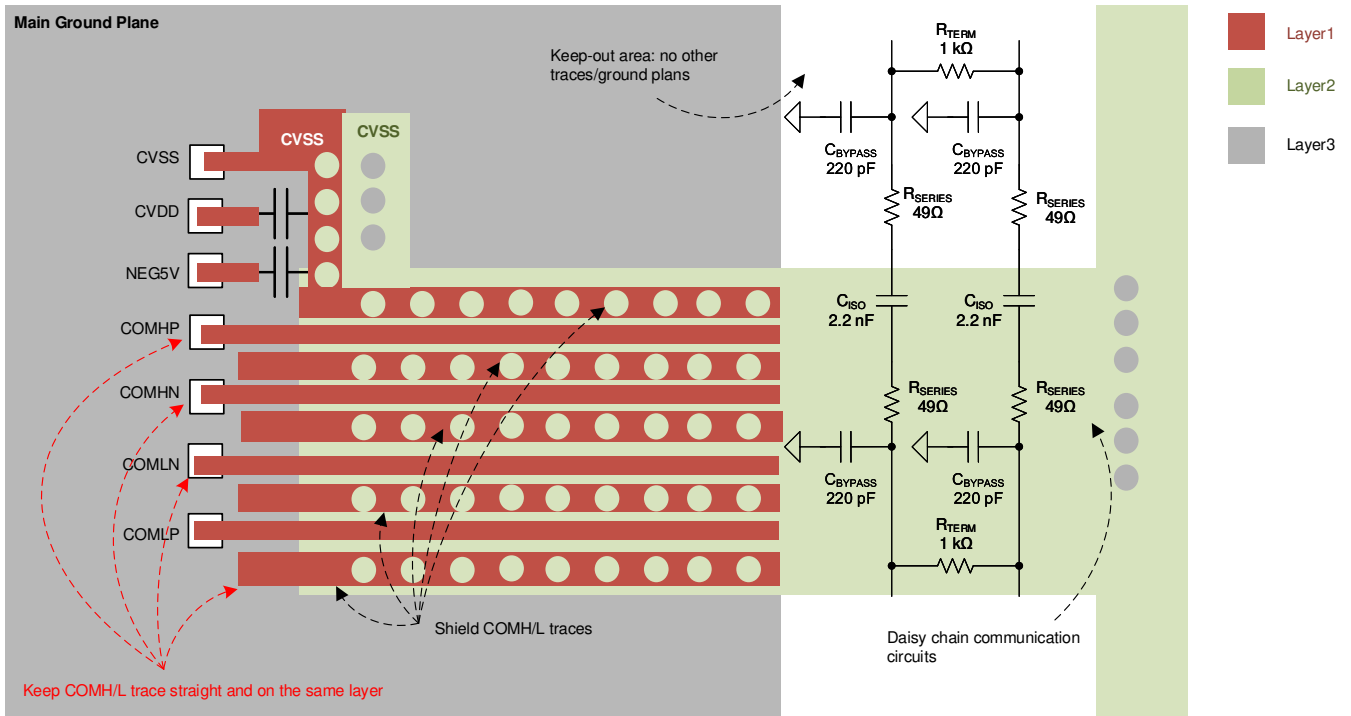 Main Ground Plane
Keep-out area: no other
traces/ground plans
RTERM
1 kΩ
Layer1
Layer2
Layer3
CVSS
CVSS
CVSS
CVDD
NEG5V
COMHP
COMHN
COMLN
COMLP
CBYPASS
220 pF
CBYPASS
220 pF
RSERIES
49Ω
RSERIES
49Ω
CISO
2.2 nF
CISO
2.2 nF
RSERIES
49Ω
RSERIES
49Ω
CBYPASS
220 pF
CBYPASS
220 pF
RTERM
1 kΩ
Shield COMH/L traces
Daisy chain communication
circuits
Keep COMH/L trace straight and on the same layer